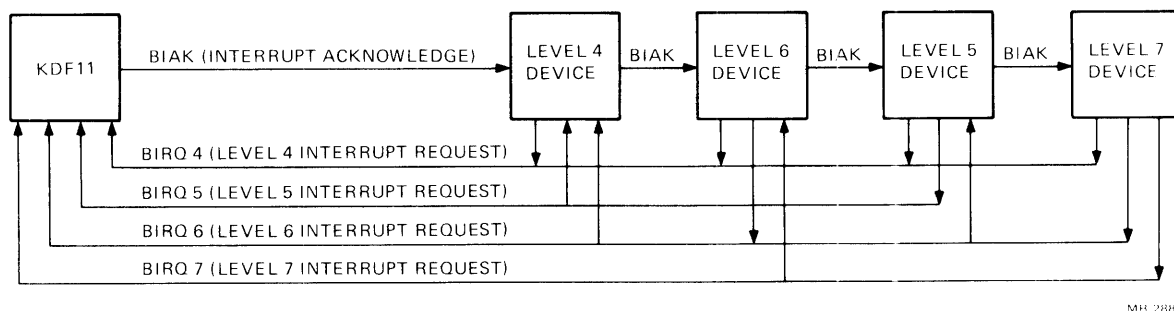 KDF11
BIAK (INTERRUPT ACKNOWLEDGE)
LEVEL 4
DEVICE
BIAK
LEVEL 6
DEVICE
BIAK
LEVEL 5
DEVICE
BIAK
LEVEL 7
DEVICE
BIRQ 4 (LEVEL 4 INTERRUPT REQUEST)
BIRQ 5 (LEVEL 5 INTERRUPT REQUEST)
BIRQ 6 (LEVEL 6 INTERRUPT REQUEST)
BIRQ 7 (LEVEL 7 INTERRUPT REQUEST)